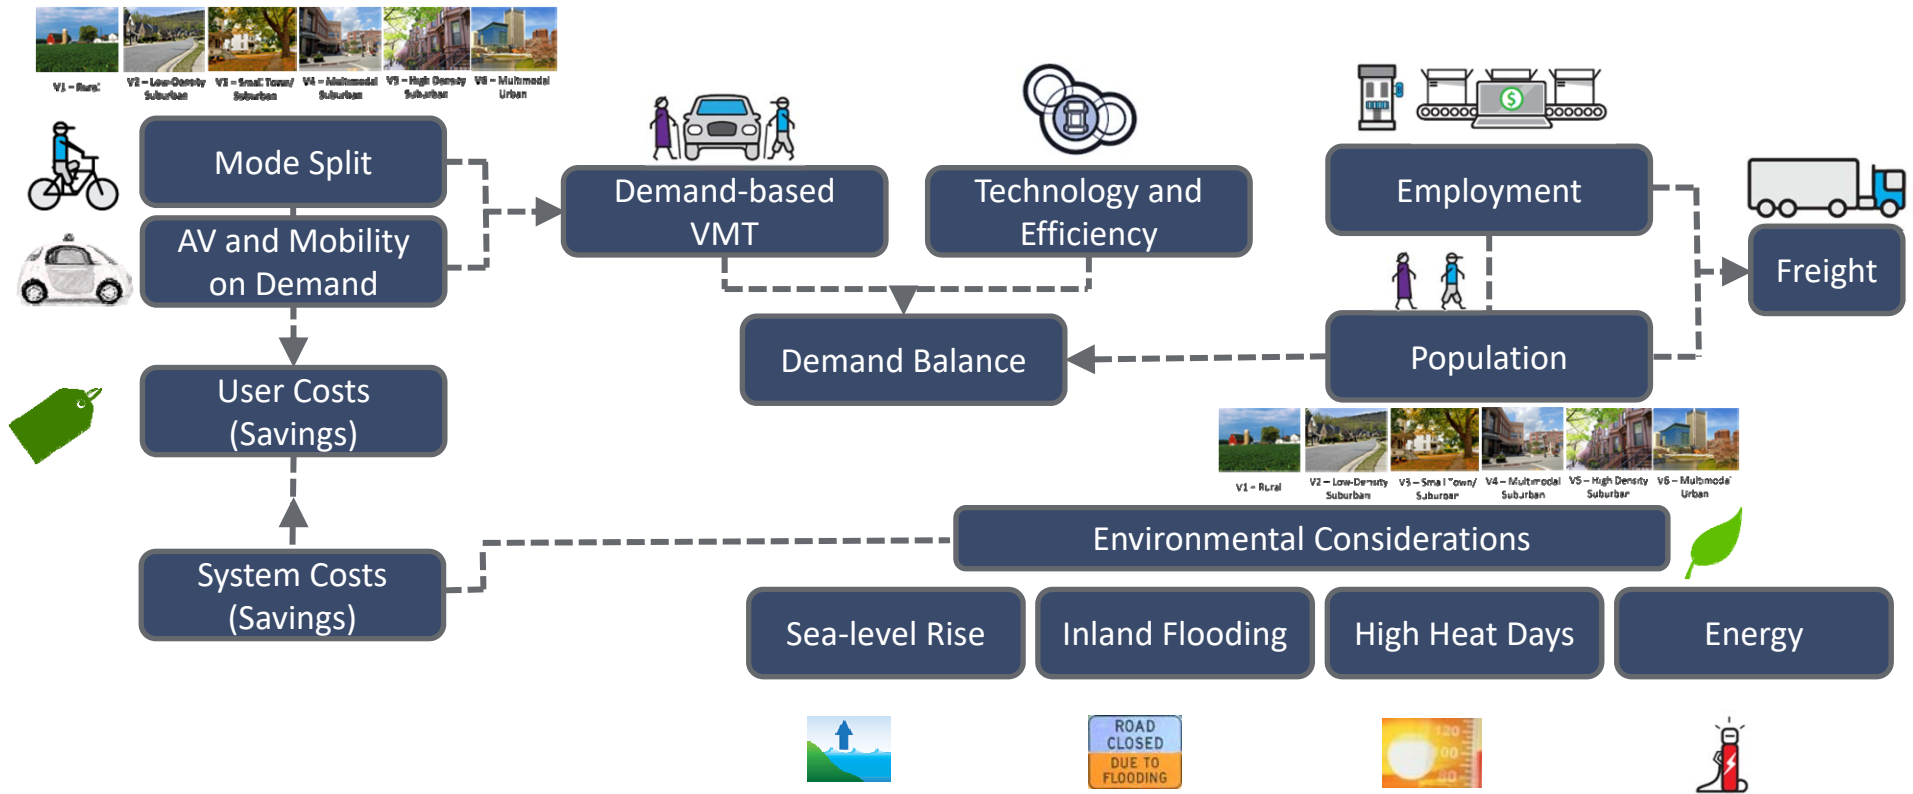 V1 – Rural
V2 – Low-Density
Suburban
V3 – Small Town/
Suburban
V4 – Multimodal
Suburban
V5 – High Density
Suburban
V6 – Multimodal
Urban
Mode Split
AV and Mobility
on Demand
User Costs
(Savings)
System Costs
(Savings)
Demand-based
VMT
Technology and
Efficiency
Demand Balance
Employment
Population
Freight
V1 – Rural
V2 – Low-Density
Suburban
V3 – Small Town/
Suburban
V4 – Multimodal
Suburban
V5 – High Density
Suburban
V6 – Multimodal
Urban
Environmental Considerations
Sea-level Rise
Inland Flooding
High Heat Days
Energy
ROAD
CLOSED
DUE TO
FLOODING
120
100
80
$